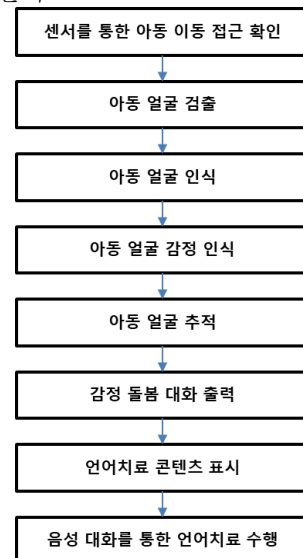 센서를 통한 아동 이동 접근 확인
아동 얼굴 검출
아동 얼굴 인식
아동 얼굴 감정 인식
아동 얼굴 추적
감정 돌봄 대화 출력
언어치료 콘텐츠 표시
음성 대화를 통한 언어치료 수행